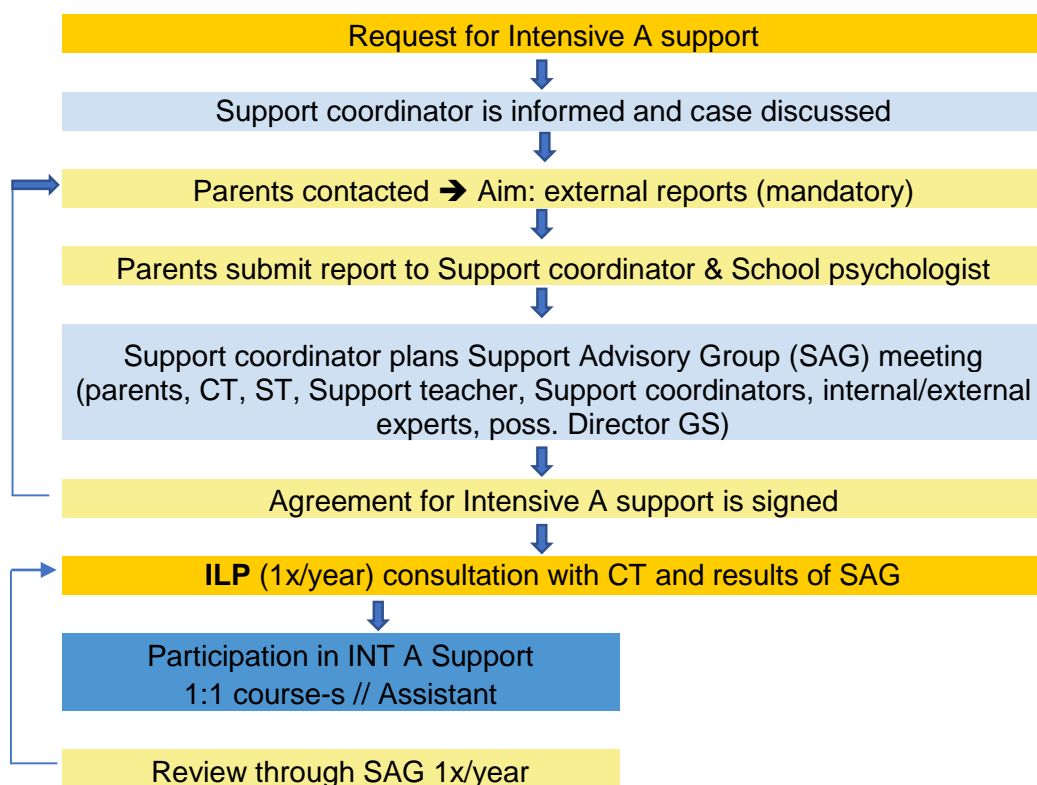 Request for Intensive A support
Support coordinator is informed and case discussed
Parents contacted ➔ Aim: external reports (mandatory)
Parents submit report to Support coordinator & School psychologist
Support coordinator plans Support Advisory Group (SAG) meeting
(parents, CT, ST, Support teacher, Support coordinators, internal/external
experts, poss. Director GS)
Agreement for Intensive A support is signed
ILP (1x/year) consultation with CT and results of SAG
Participation in INT A Support
1:1 course-s // Assistant
Review through SAG 1x/year